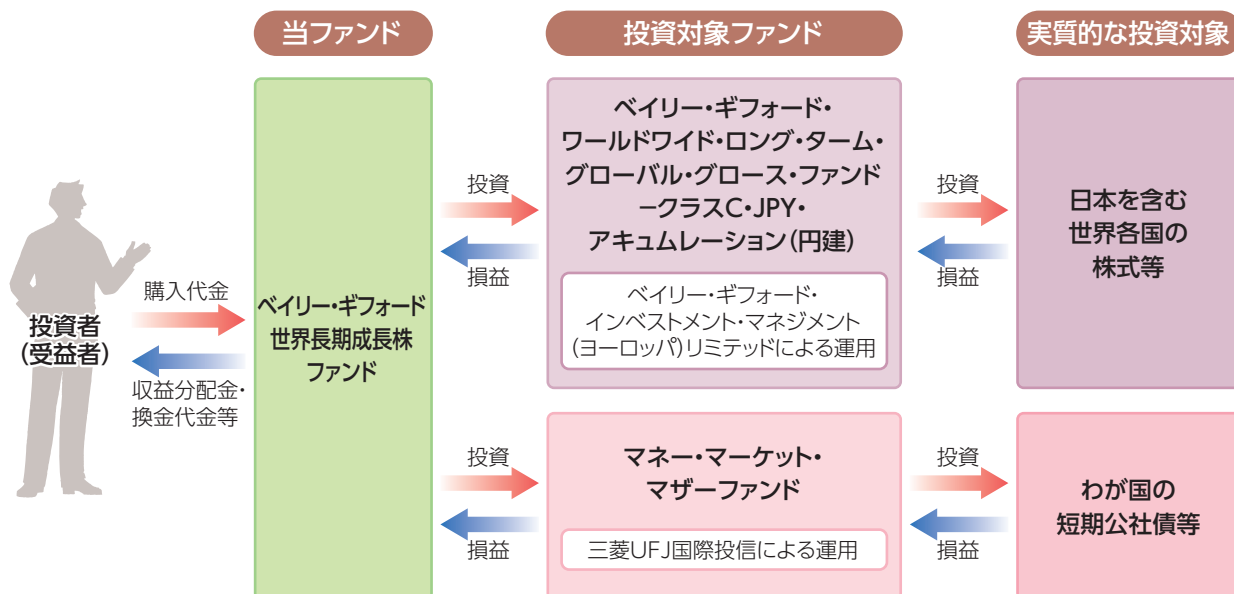 当ファンド
投資対象ファンド
実質的な投資対象
投資者
(受益者)
購入代金
収益分配金・
換金代金等
ベイリー・ギフォード
世界長期成長株
ファンド
投資
損益
ベイリー・ギフォード・
ワールドワイド・ロング・ターム・
グローバル・グロース・ファンド
－クラスC・JPY・
アキュムレーション(円建)
ベイリー・ギフォード・
インベストメント・マネジメント
(ヨーロッパ)リミテッドによる運用
投資
損益
日本を含む
世界各国の
株式等
投資
損益
マネー・マーケット・
マザーファンド
三菱UFJ国際投信による運用
投資
損益
わが国の
短期公社債等